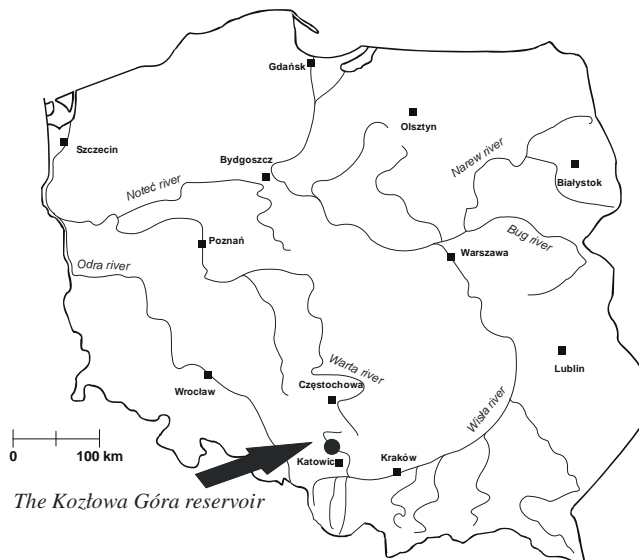 Gdańsk
Olsztyn
Szczecin
Bydgoszcz
Narew river
Białystok
Noteć river
Poznań
Bug river
Warszawa
Odra river
Warta river
Lublin
Wrocław
Częstochowa
Wisła river
0 100 km
Katowic
Kraków
The Kozłowa Góra reservoir